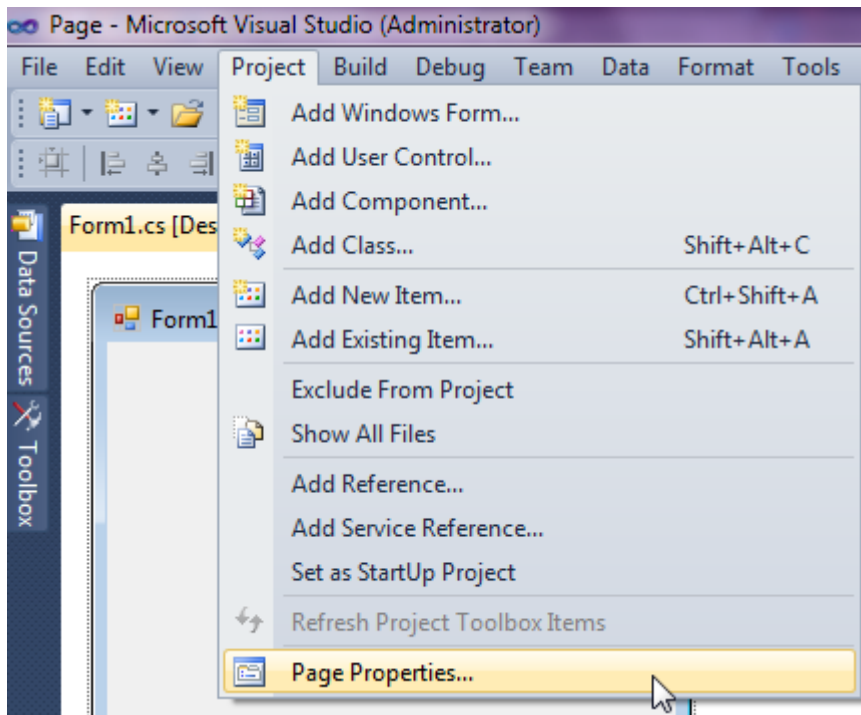 Page - Microsoft Visual Studio (Administrator)
File Edit View Project Build Debug Team Data Format Tools
Add Windows Form...
Add User Control...
Add Component...
Add Class... Shift+Alt+C
Add New Item... Ctrl+Shift+A
Add Existing Item... Shift+Alt+A
Exclude From Project
Show All Files
Add Reference...
Add Service Reference...
Set as StartUp Project
Refresh Project Toolbox Items
Page Properties...
Form1.cs [Des
Form1
Data Sources
Toolbox